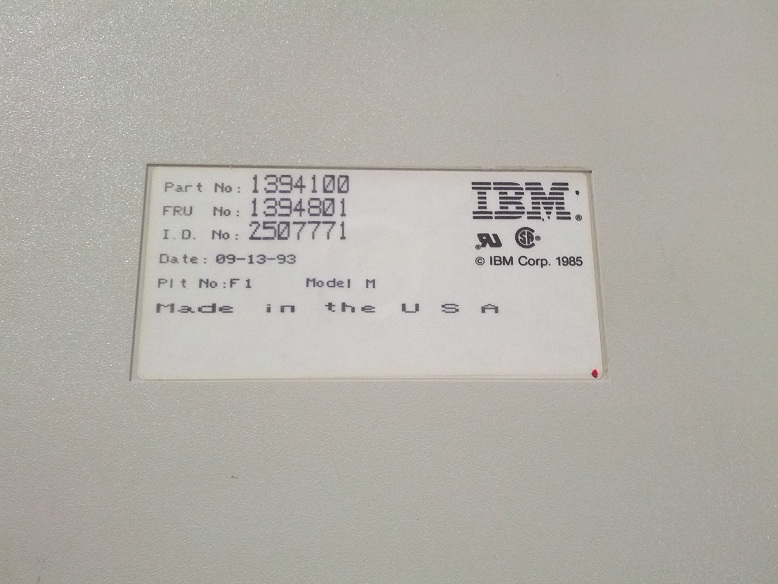 Part No: 1394100
FRU No: 1394801
I.D. No: 2507771
Date: 09-13-93
Plt No:F1 Model M
Made in the U S A
IBM®
© IBM Corp. 1985